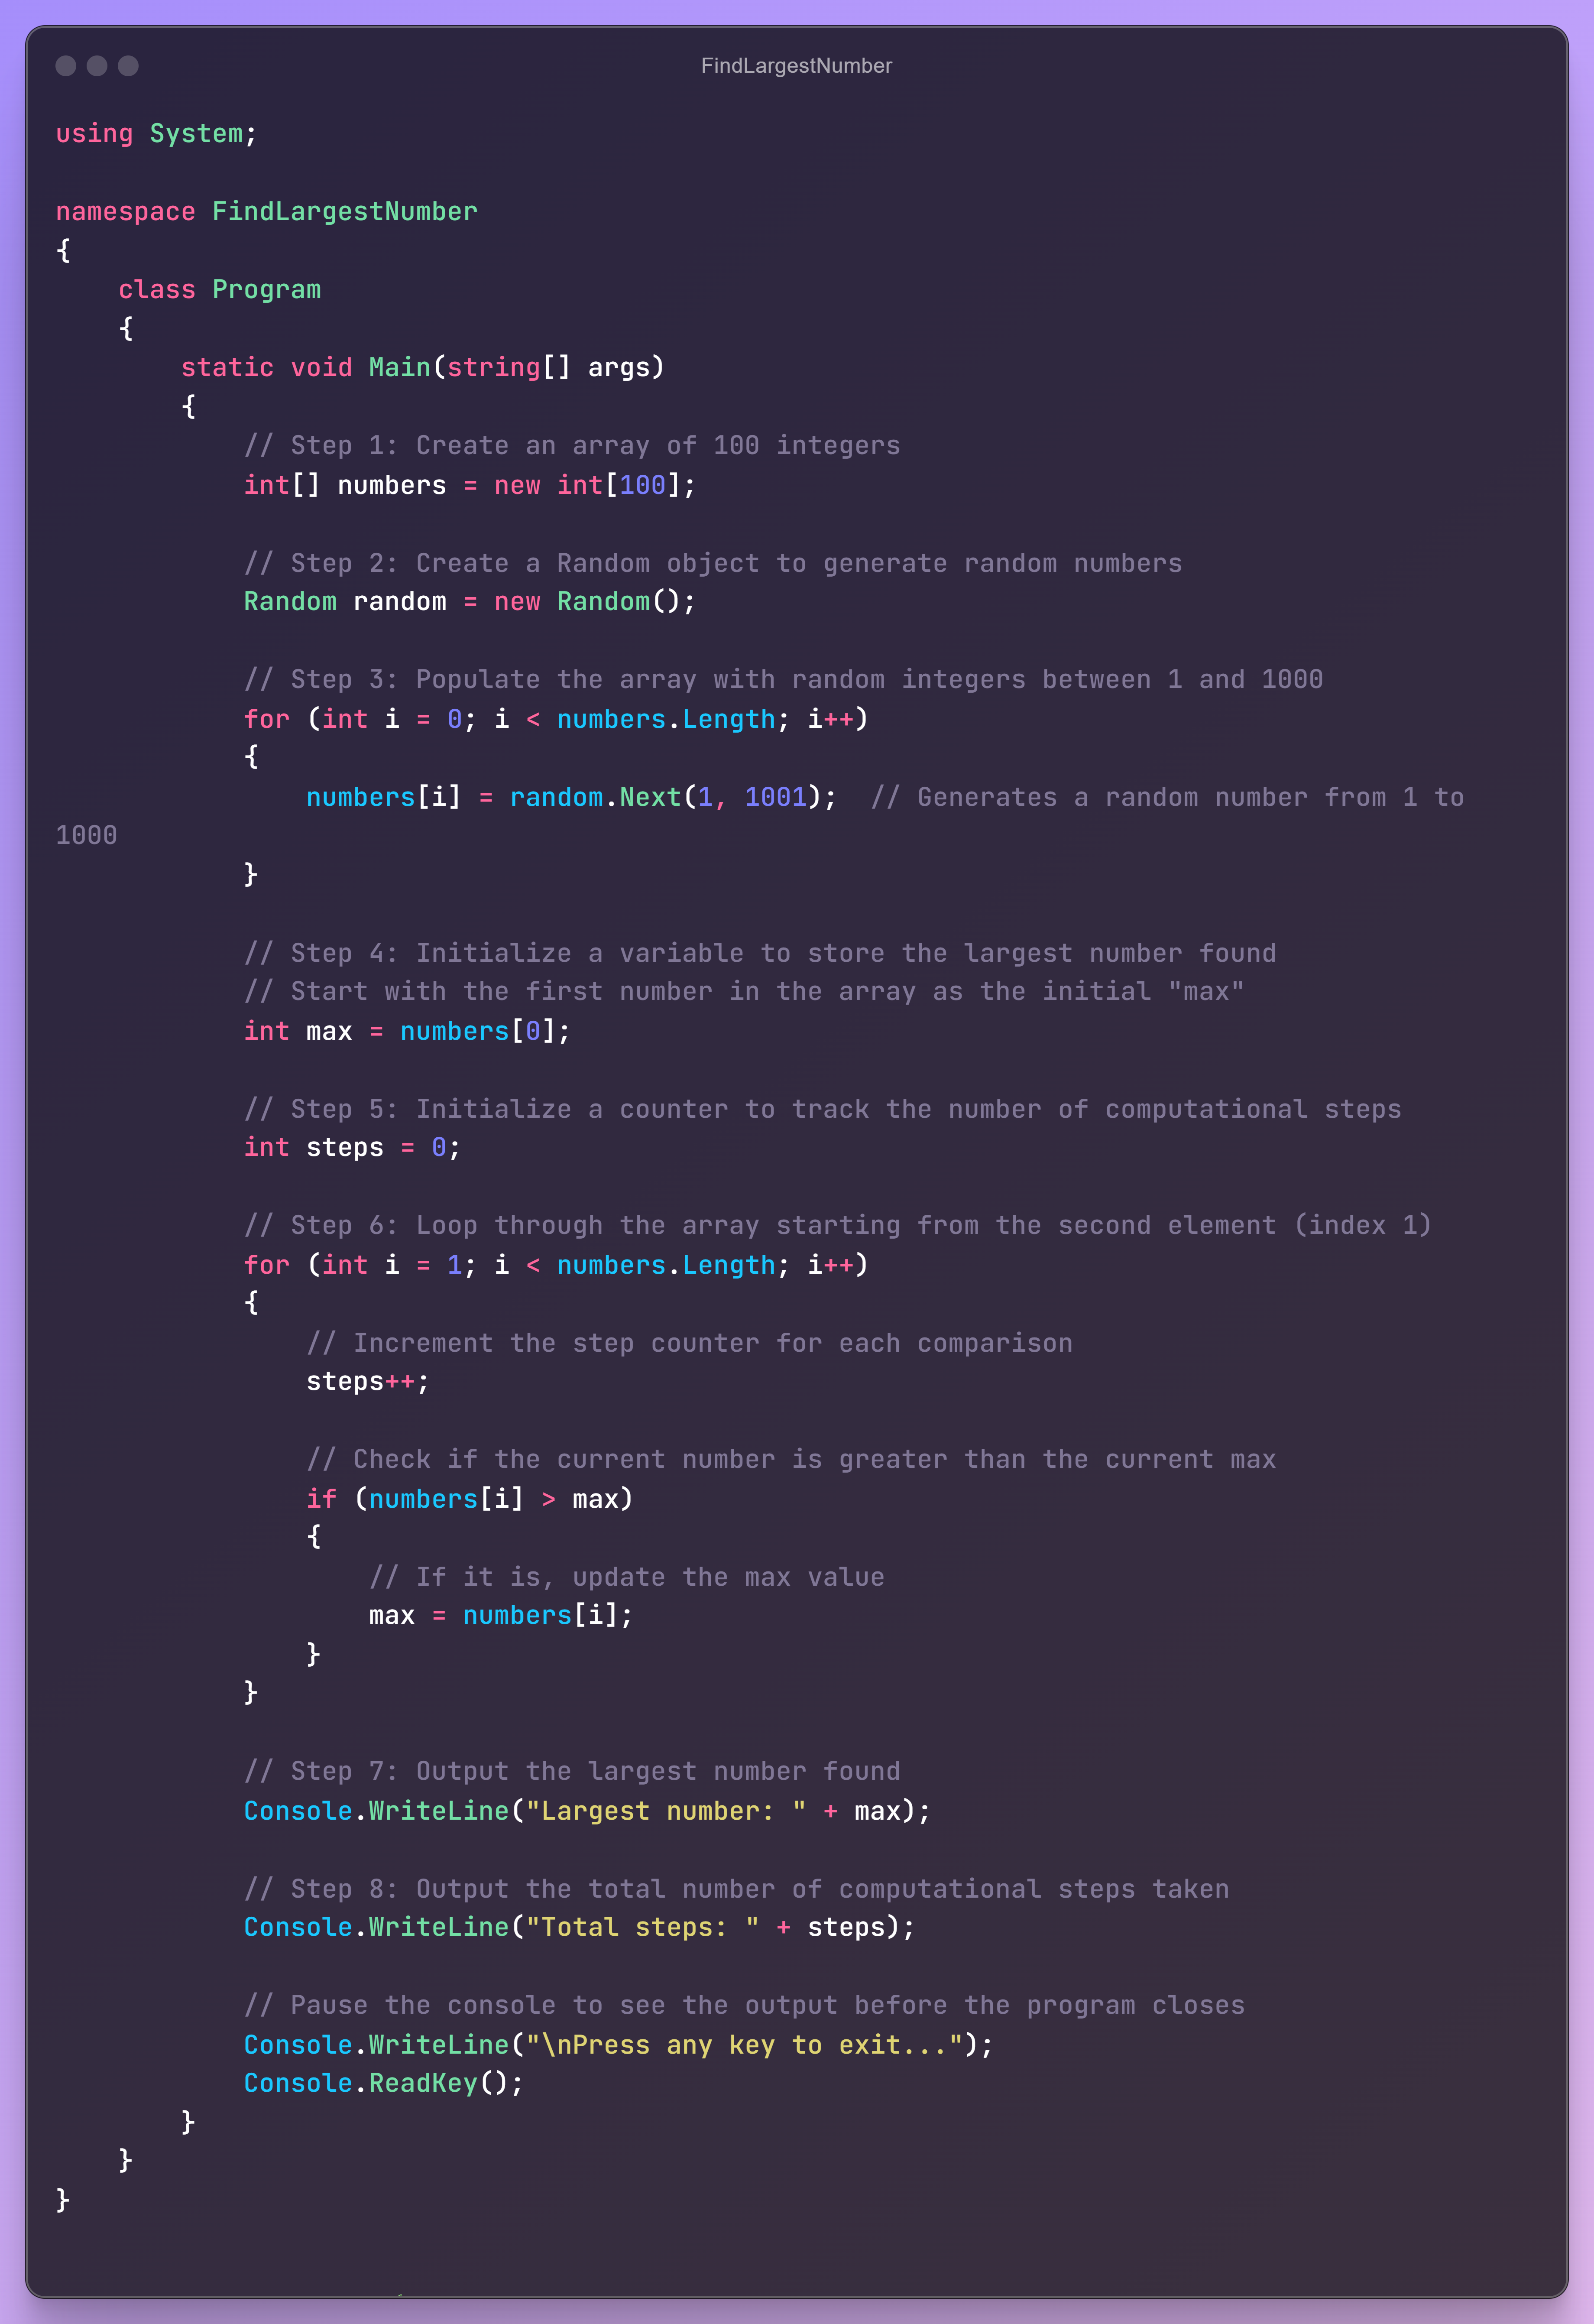 FindLargestNumber
using System;
namespace FindLargestNumber
{
    class Program
    {
        static void Main(string[] args)
        {
            // Step 1: Create an array of 100 integers
            int[] numbers = new int[100];
            // Step 2: Create a Random object to generate random numbers
            Random random = new Random();
            // Step 3: Populate the array with random integers between 1 and 1000
            for (int i = 0; i < numbers.Length; i++)
            {
                numbers[i] = random.Next(1, 1001);  // Generates a random number from 1 to
1000
            }
            // Step 4: Initialize a variable to store the largest number found
            // Start with the first number in the array as the initial "max"
            int max = numbers[0];
            // Step 5: Initialize a counter to track the number of computational steps
            int steps = 0;
            // Step 6: Loop through the array starting from the second element (index 1)
            for (int i = 1; i < numbers.Length; i++)
            {
                // Increment the step counter for each comparison
                steps++;
                // Check if the current number is greater than the current max
                if (numbers[i] > max)
                {
                    // If it is, update the max value
                    max = numbers[i];
                }
            }
            // Step 7: Output the largest number found
            Console.WriteLine("Largest number: " + max);
            // Step 8: Output the total number of computational steps taken
            Console.WriteLine("Total steps: " + steps);
            // Pause the console to see the output before the program closes
            Console.WriteLine("\nPress any key to exit...");
            Console.ReadKey();
        }
    }
}